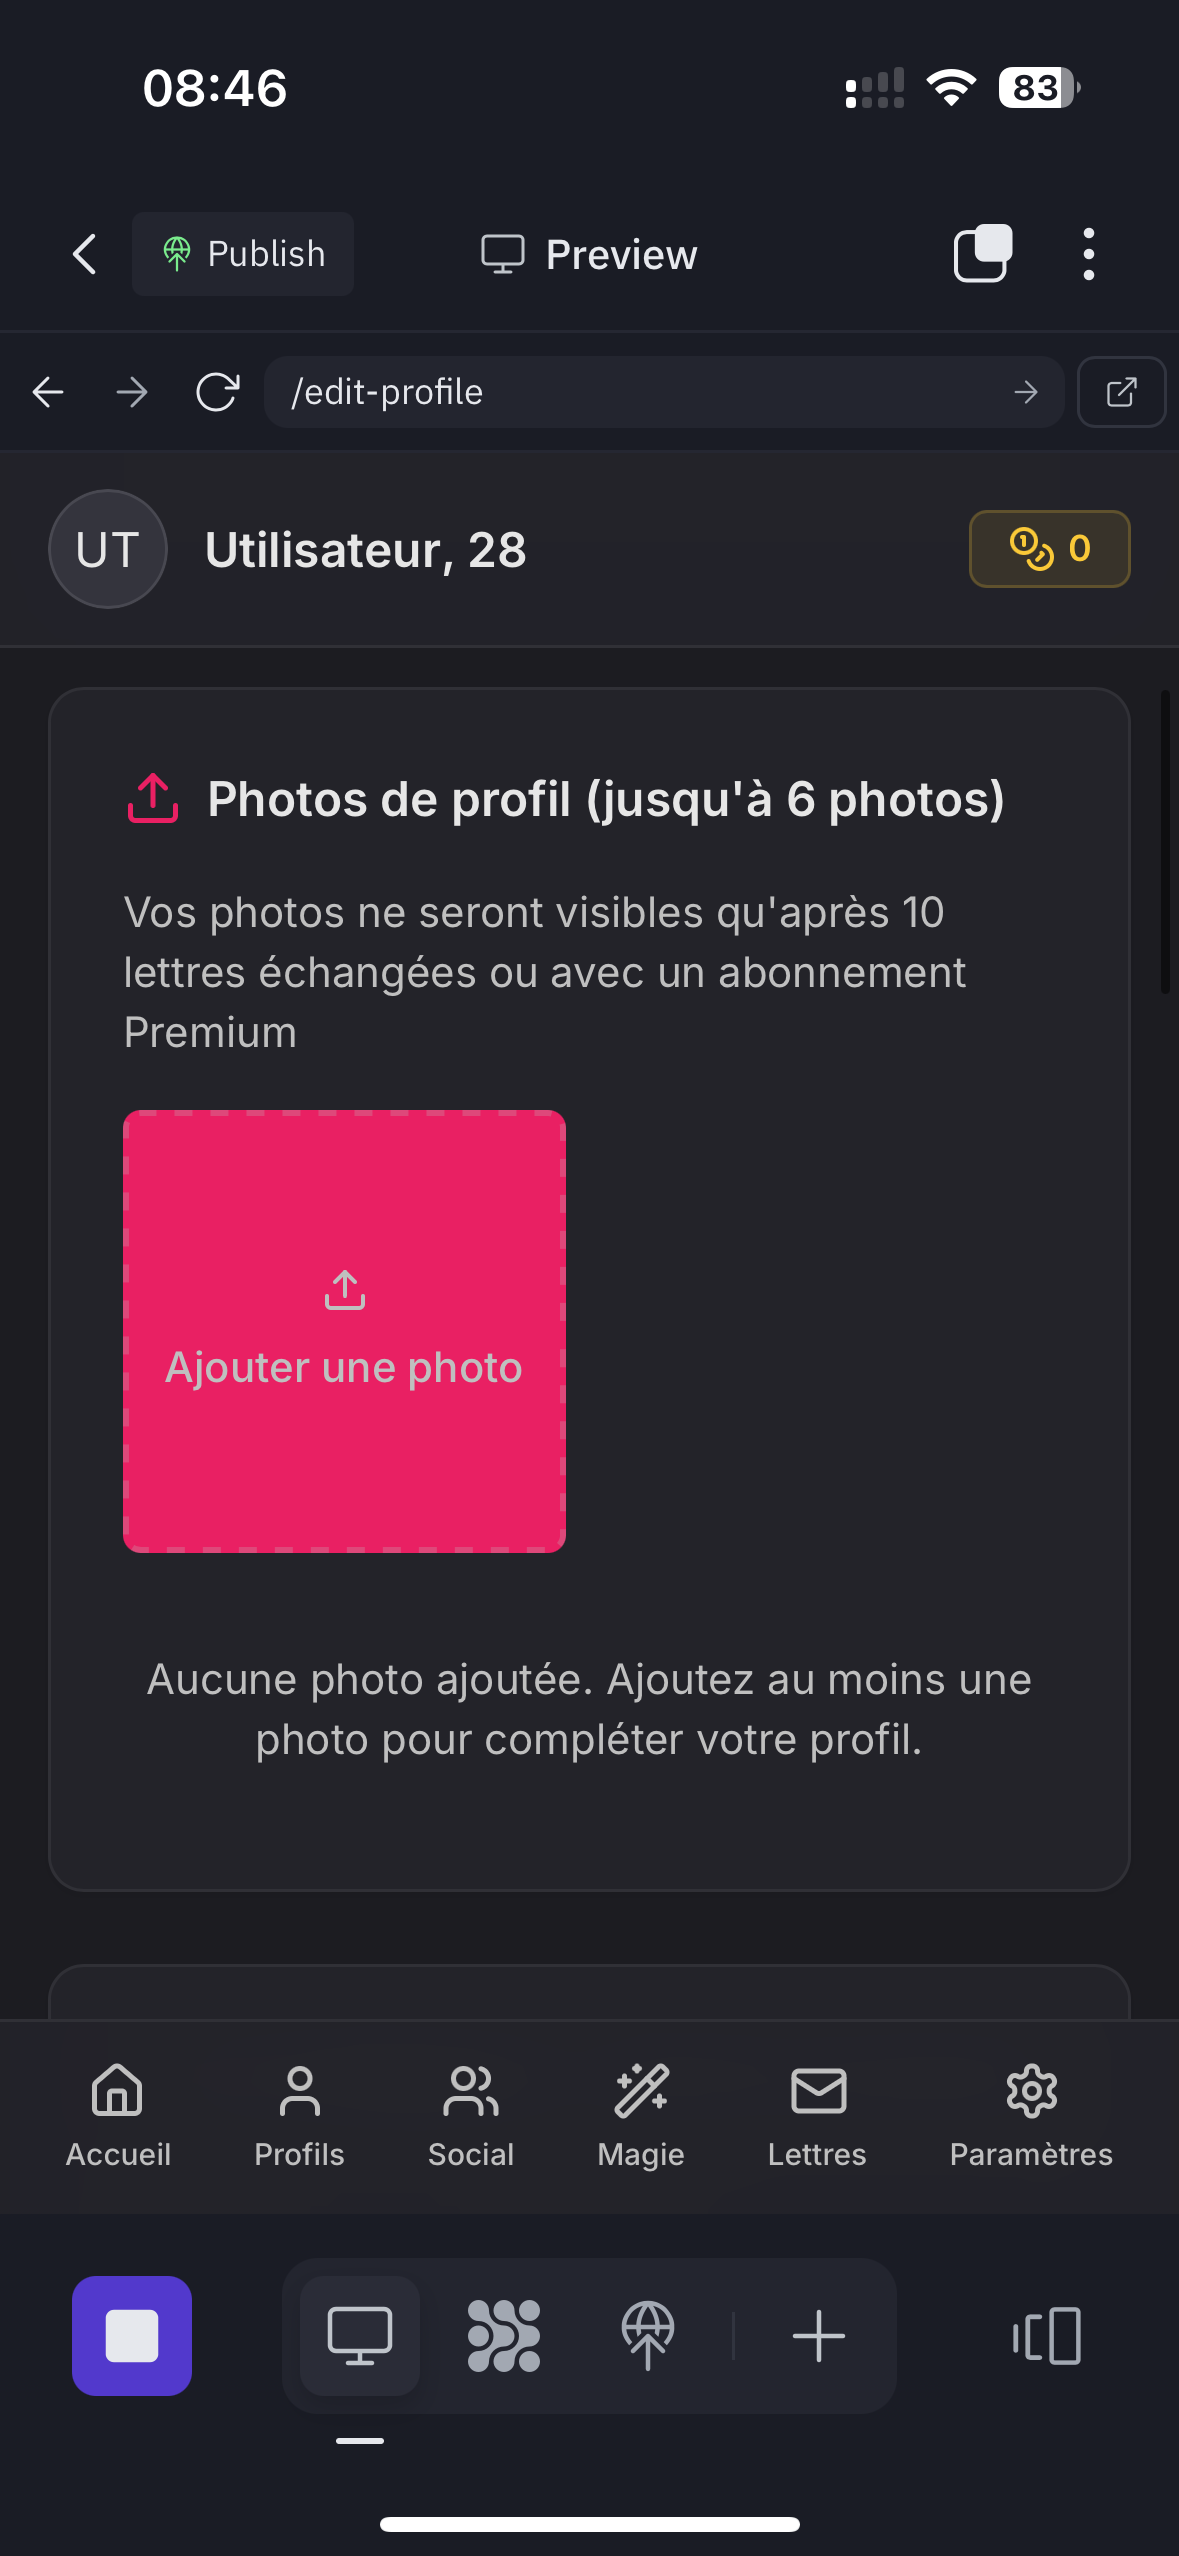 08:46
83
Publish
Preview
/edit-profile
UT
Utilisateur, 28
0
Photos de profil (jusqu'à 6 photos)
Vos photos ne seront visibles qu'après 10
lettres échangées ou avec un abonnement
Premium
Ajouter une photo
Aucune photo ajoutée. Ajoutez au moins une
photo pour compléter votre profil.
Accueil
Profils
Social
Magie
Lettres
Paramètres